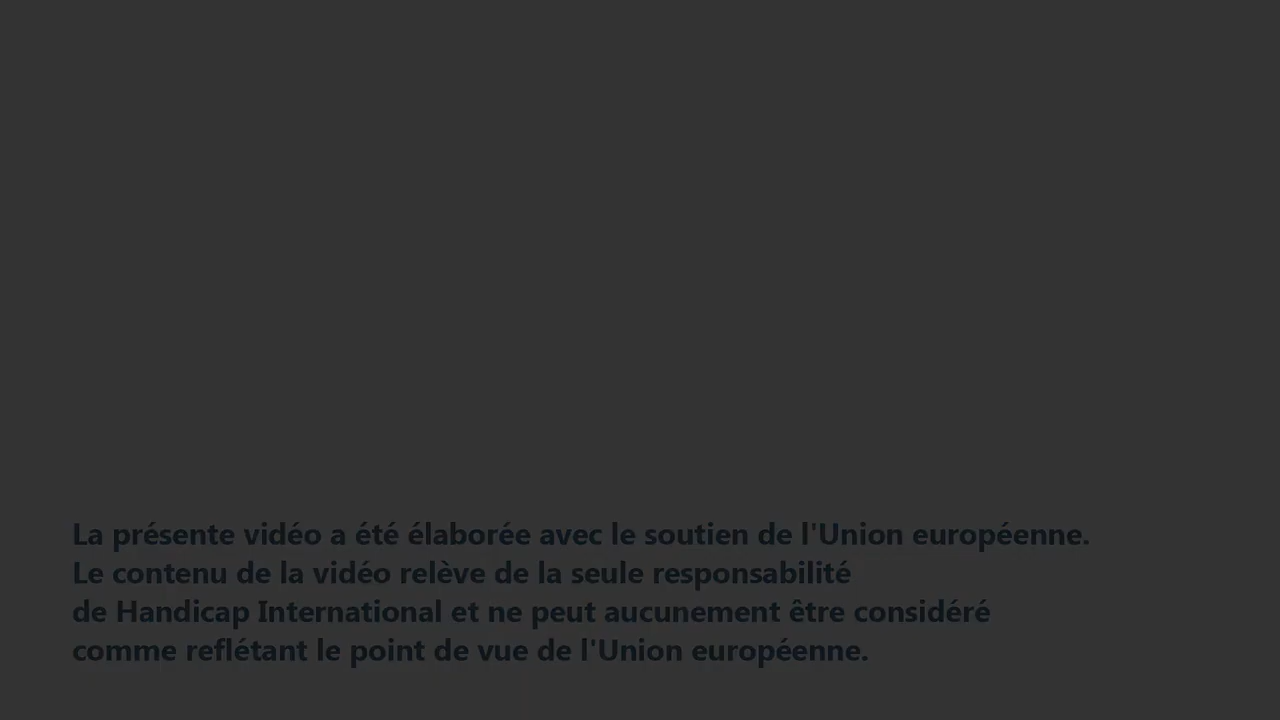 La présente vidéo a été élaborée avec le soutien de l'Union européenne.
Le contenu de la vidéo relève de la seule responsabilité
de Handicap International et ne peut aucunement être considéré
comme reflétant le point de vue de l'Union européenne.